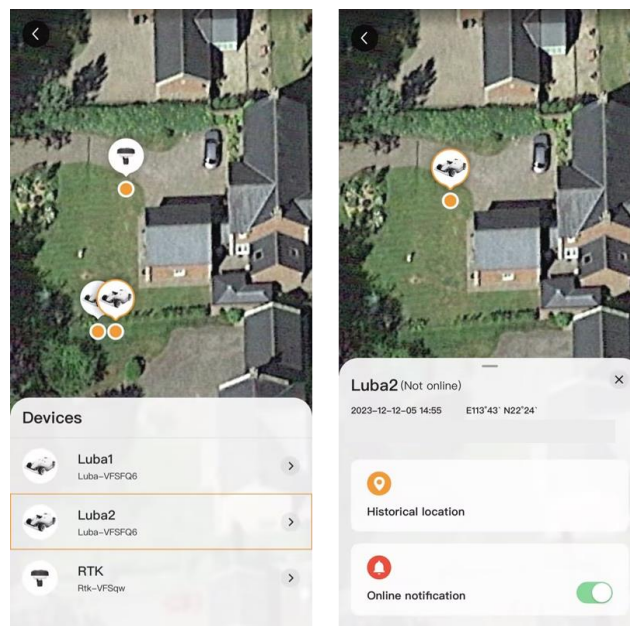 Devices
Luba1
Luba-VFSFQ6
Luba2
Luba-VFSFQ6
RTK
Rtk-VFSqw
Luba2 (Not online)
2023-12-12-05 14:55 E113°43` N22°24`
Historical location
Online notification